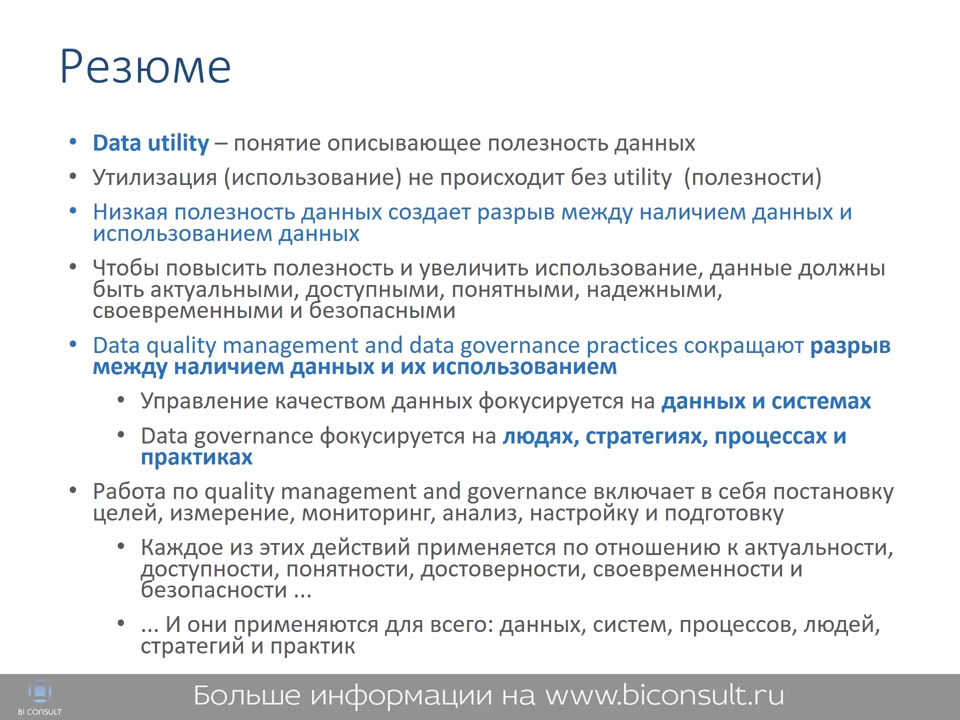 Резюме
• Data utility – понятие описывающее полезность данных
• Утилизация (использование) не происходит без utility (полезности)
• Низкая полезность данных создает разрыв между наличием данных и
использованием данных
• Чтобы повысить полезность и увеличить использование, данные должны
быть актуальными, доступными, понятными, надежными,
своевременными и безопасными
• Data quality management and data governance practices сокращают разрыв
между наличием данных и их использованием
• Управление качеством данных фокусируется на данных и системах
• Data governance фокусируется на людях, стратегиях, процессах и
практиках
• Работа по quality management and governance включает в себя постановку
целей, измерение, мониторинг, анализ, настройку и подготовку
• Каждое из этих действий применяется по отношению к актуальности,
доступности, понятности, достоверности, своевременности и
безопасности ...
• ... И они применяются для всего: данных, систем, процессов, людей,
стратегий и практик
BI CONSULT
Больше информации на www.biconsult.ru